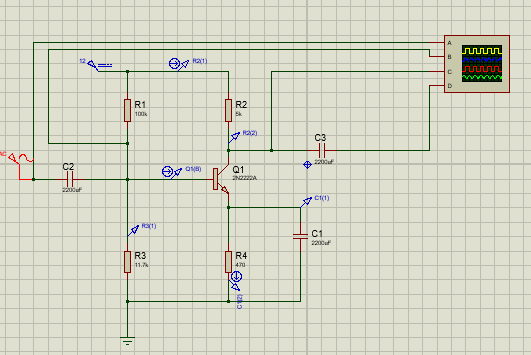 A
B
C
D
12
R2(1)
R1
100k
R2
5k
R2(2)
C3
2200uF
AC
C2
2200uF
Q1(B)
Q1
2N2222A
C1(1)
R3(1)
C1
2200uF
R3
11.7k
R4
470